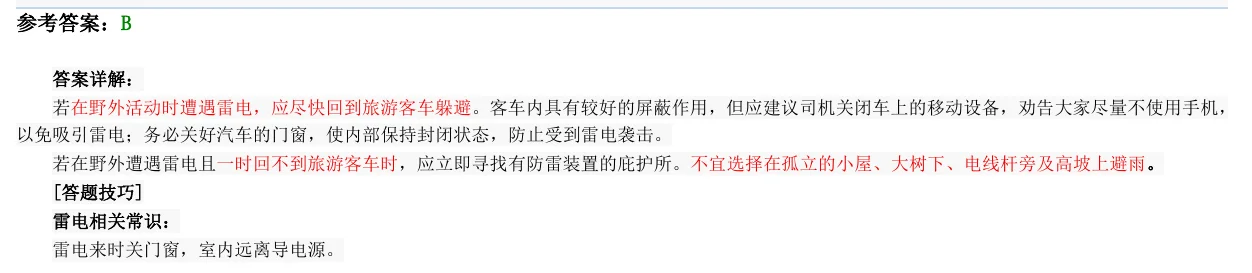 参考答案：B
答案详解：
若在野外活动时遭遇雷电，应尽快回到旅游客车躲避。客车内具有较好的屏蔽作用，但应建议司机关闭车上的移动设备，劝告大家尽量不使用手机，
以免吸引雷电；务必关好汽车的门窗，使内部保持封闭状态，防止受到雷电袭击。
若在野外遭遇雷电且一时回不到旅游客车时，应立即寻找有防雷装置的庇护所。不宜选择在孤立的小屋、大树下、电线杆旁及高坡上避雨。
[答题技巧]
雷电相关常识：
雷电来时关门窗，室内远离导电源。